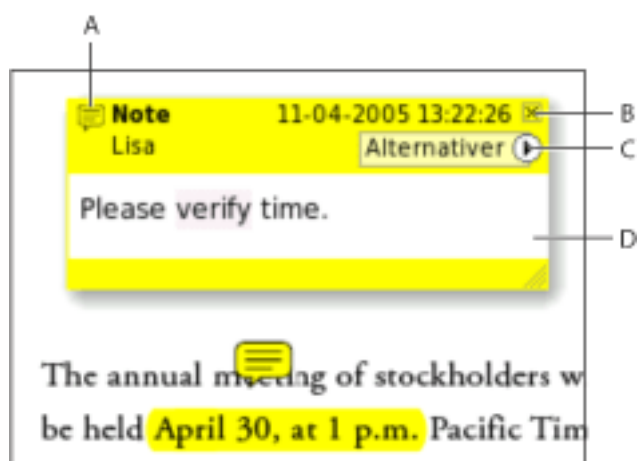 A
Note 11-04-2005 13:22:26 B
Lisa Alternativer C
Please verify time.
D
The annual meeting of stockholders w
be held April 30, at 1 p.m. Pacific Tim